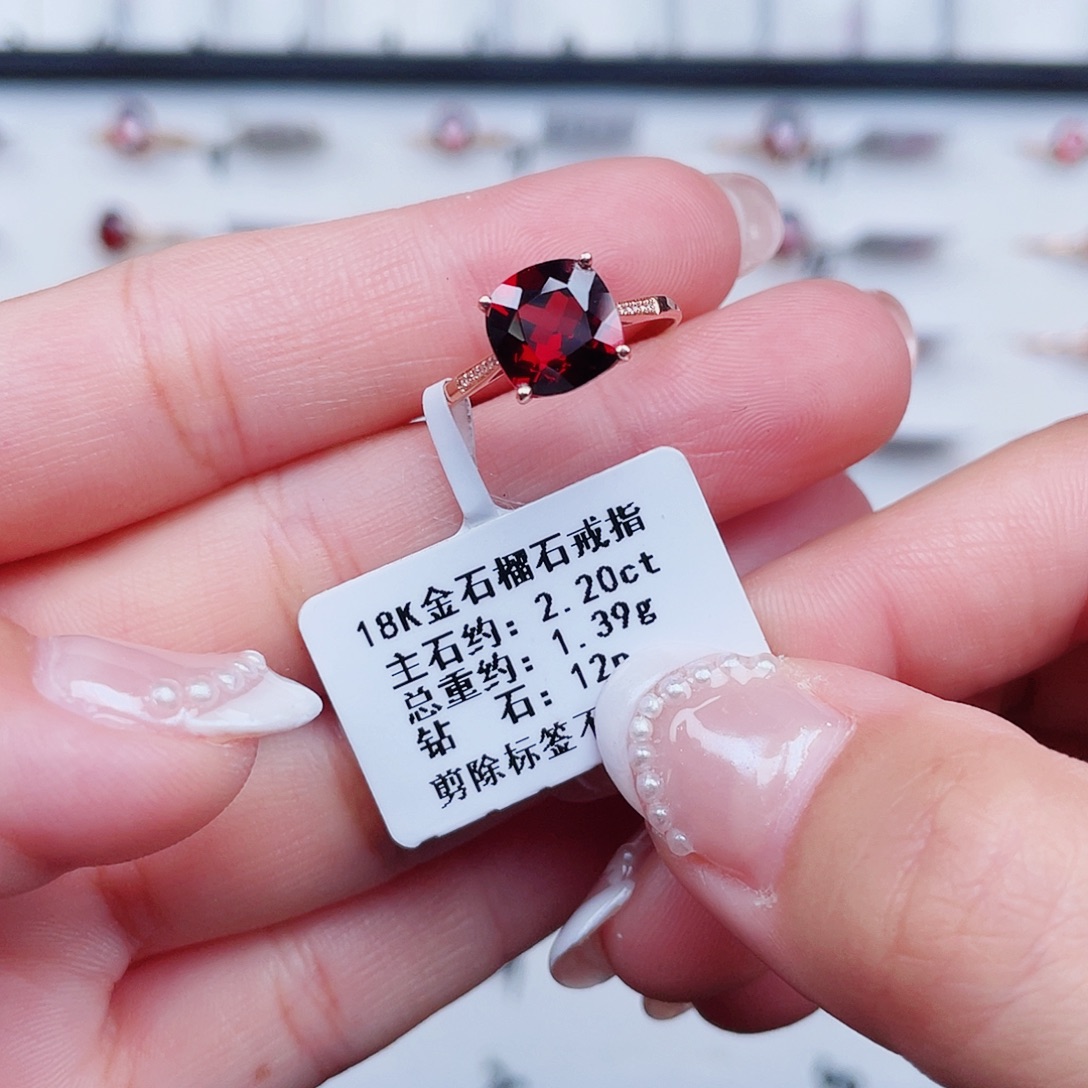 18K金石榴石戒指
主石约：2.20ct
总重约：1.39g
钻 石：12
剪除标签